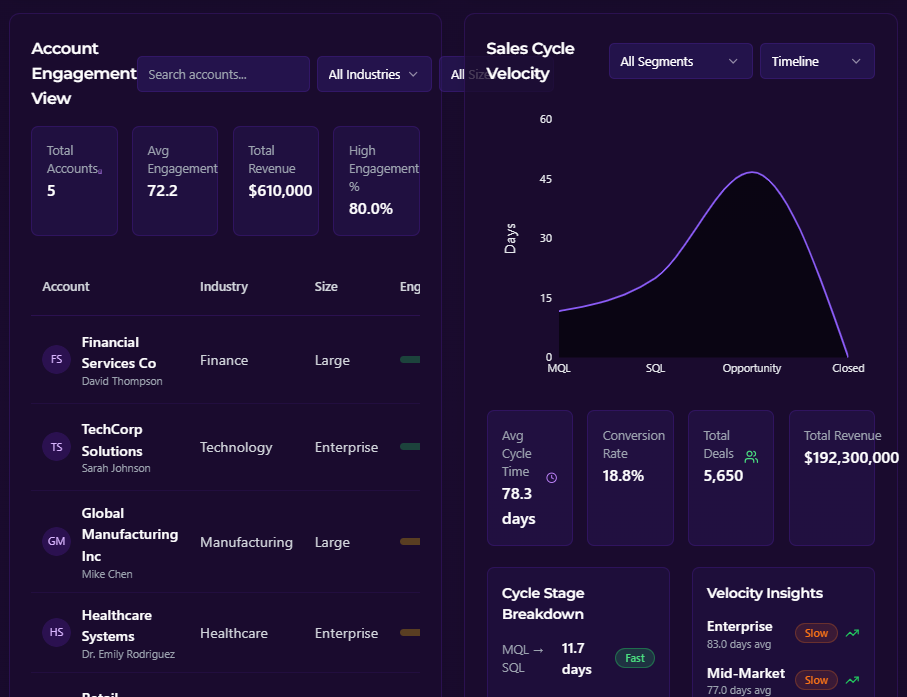 Account
Engagement
View
Search accounts...
All Industries
All Sizes
Total
Accounts
5
Avg
Engagement
72.2
Total
Revenue
$610,000
High
Engagement
%
80.0%
Account
Industry
Size
Eng
FS
Financial
Services Co
David Thompson
Finance
Large
TS
TechCorp
Solutions
Sarah Johnson
Technology
Enterprise
GM
Global
Manufacturing
Inc
Mike Chen
Manufacturing
Large
HS
Healthcare
Systems
Dr. Emily Rodriguez
Healthcare
Enterprise
Retail
Sales Cycle
Velocity
All Segments
Timeline
60
45
30
15
0
Days
MQL
SQL
Opportunity
Closed
Avg
Cycle
Time
78.3
days
Conversion
Rate
18.8%
Total
Deals
5,650
Total Revenue
$192,300,000
Cycle Stage
Breakdown
MQL →
SQL
11.7
days
Fast
Velocity Insights
Enterprise
83.0 days avg
Slow
Mid-Market
77.0 days avg
Slow